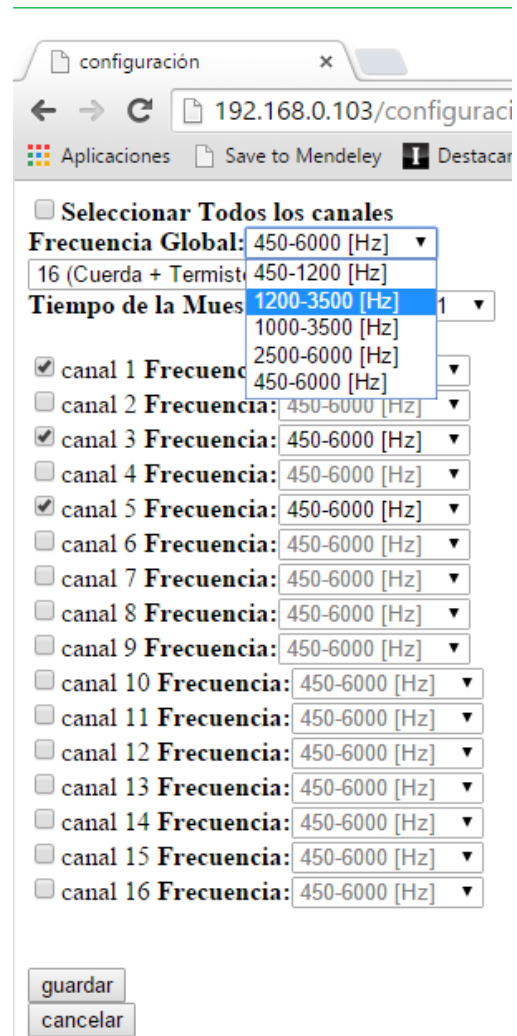 configuración
192.168.0.103/configuraci
Aplicaciones Save to Mendeley Destacar
Seleccionar Todos los canales
Frecuencia Global: 450-6000 [Hz]
16 (Cuerda + Termist 450-1200 [Hz]
Tiempo de la Mues 1200-3500 [Hz] 1
1000-3500 [Hz]
2500-6000 [Hz]
canal 1 Frecuenc 450-6000 [Hz]
canal 2 Frecuencia: 450-6000 [Hz]
canal 3 Frecuencia: 450-6000 [Hz]
canal 4 Frecuencia: 450-6000 [Hz]
canal 5 Frecuencia: 450-6000 [Hz]
canal 6 Frecuencia: 450-6000 [Hz]
canal 7 Frecuencia: 450-6000 [Hz]
canal 8 Frecuencia: 450-6000 [Hz]
canal 9 Frecuencia: 450-6000 [Hz]
canal 10 Frecuencia: 450-6000 [Hz]
canal 11 Frecuencia: 450-6000 [Hz]
canal 12 Frecuencia: 450-6000 [Hz]
canal 13 Frecuencia: 450-6000 [Hz]
canal 14 Frecuencia: 450-6000 [Hz]
canal 15 Frecuencia: 450-6000 [Hz]
canal 16 Frecuencia: 450-6000 [Hz]
guardar
cancelar